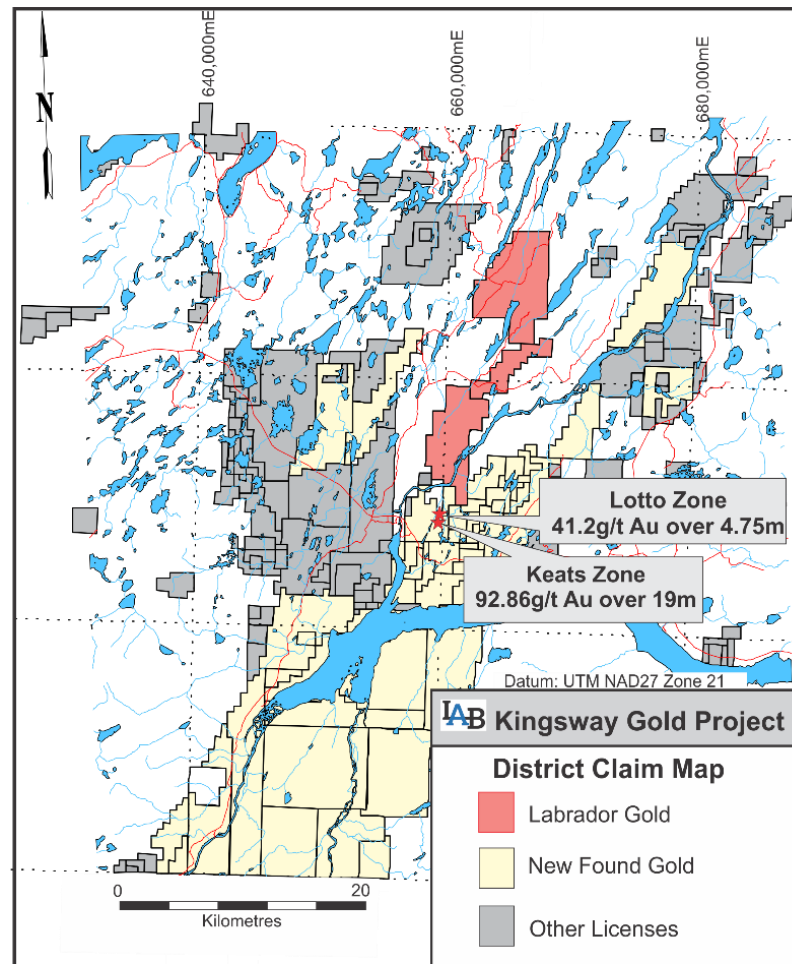 640,000mE
660,000mE
680,000mE
N
Lotto Zone
41.2g/t Au over 4.75m
Keats Zone
92.86g/t Au over 19m
Datum: UTM NAD27 Zone 21
LAB Kingsway Gold Project
District Claim Map
Labrador Gold
New Found Gold
Other Licenses
0 20
Kilometres